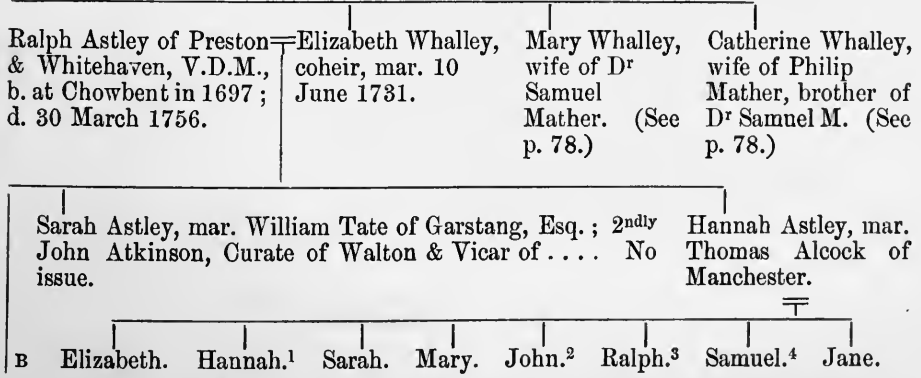 Ralph Astley of Preston
& Whitehaven, V.D.M.,
b. at Chowbent in 1697 ;
d. 30 March 1756.
Elizabeth Whalley,
coheir, mar. 10
June 1731.
Mary Whalley,
wife of Dr
Samuel
Mather. (See
p. 78.)
Catherine Whalley,
wife of Philip
Mather, brother of
Dr Samuel M. (See
p. 78.)
Sarah Astley, mar. William Tate of Garstang, Esq. ; 2ndly
John Atkinson, Curate of Walton & Vicar of .... No
issue.
Hannah Astley, mar.
Thomas Alcock of
Manchester.
B Elizabeth. Hannah.1 Sarah. Mary. John.2 Ralph.3 Samuel.4 Jane.